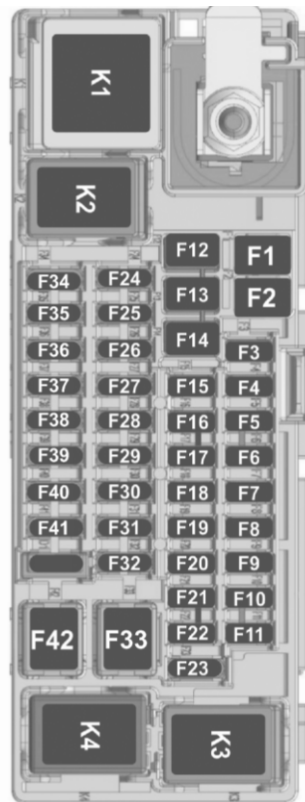 K1
K2
F12 F1
F13 F2
F34 F24
F35 F25
F14 F3
F36 F26
F37 F27 F15 F4
F38 F28 F16 F5
F39 F29 F17 F6
F40 F30 F18 F7
F41 F31 F19 F8
F32 F20 F9
F21 F10
F42 F33 F22 F11
F23
K4 K3